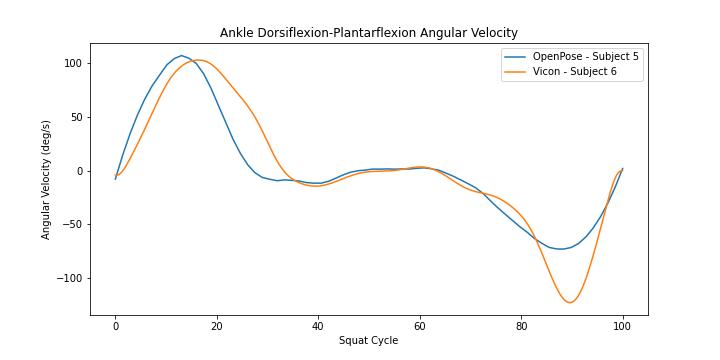 Ankle Dorsiflexion-Plantarflexion Angular Velocity
OpenPose - Subject 5
Vicon - Subject 6
Angular Velocity (deg/s)
100
50
0
−50
−100
0
20
40
60
80
100
Squat Cycle